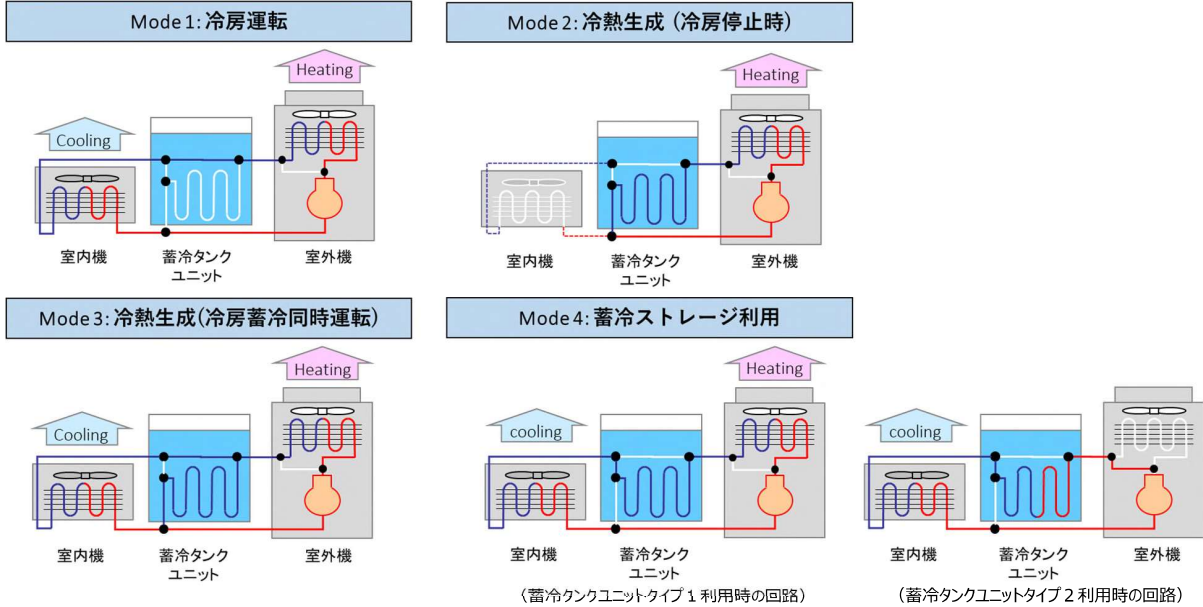 Mode 1: 冷房運転
Heating
Cooling
室内機
蓄冷タンク
ユニット
室外機
Mode 2: 冷熱生成 (冷房停止時)
Heating
室内機
蓄冷タンク
ユニット
室外機
Mode 3: 冷熱生成(冷房蓄冷同時運転)
Heating
Cooling
室内機
蓄冷タンク
ユニット
室外機
Mode 4: 蓄冷ストレージ利用
Heating
cooling
室内機
蓄冷タンク
ユニット
室外機
(蓄冷タンクユニットタイプ1利用時の回路)
cooling
室内機
蓄冷タンク
ユニット
室外機
(蓄冷タンクユニットタイプ2利用時の回路)